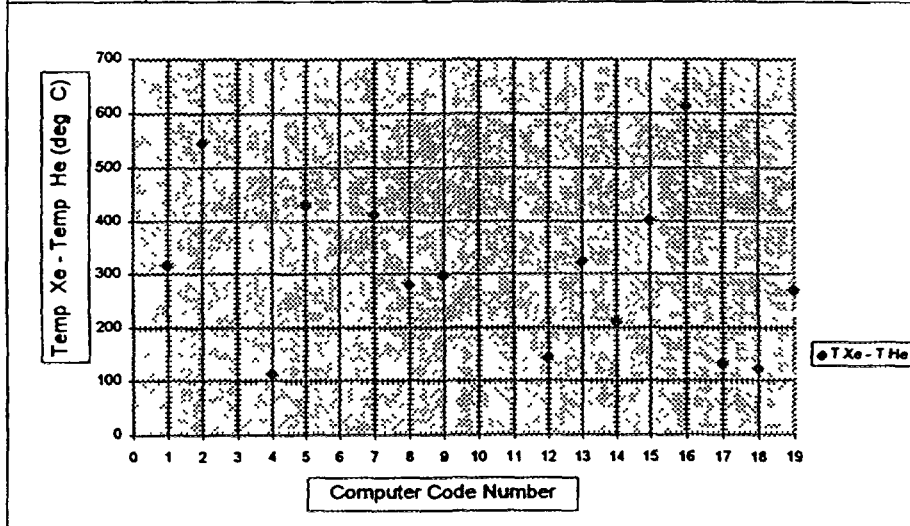 700
600
500
400
300
200
100
0
Temp Xe - Temp He (deg C)
0 1 2 3 4 5 6 7 8 9 10 11 12 13 14 15 16 17 18 19
Computer Code Number
T Xe - T He